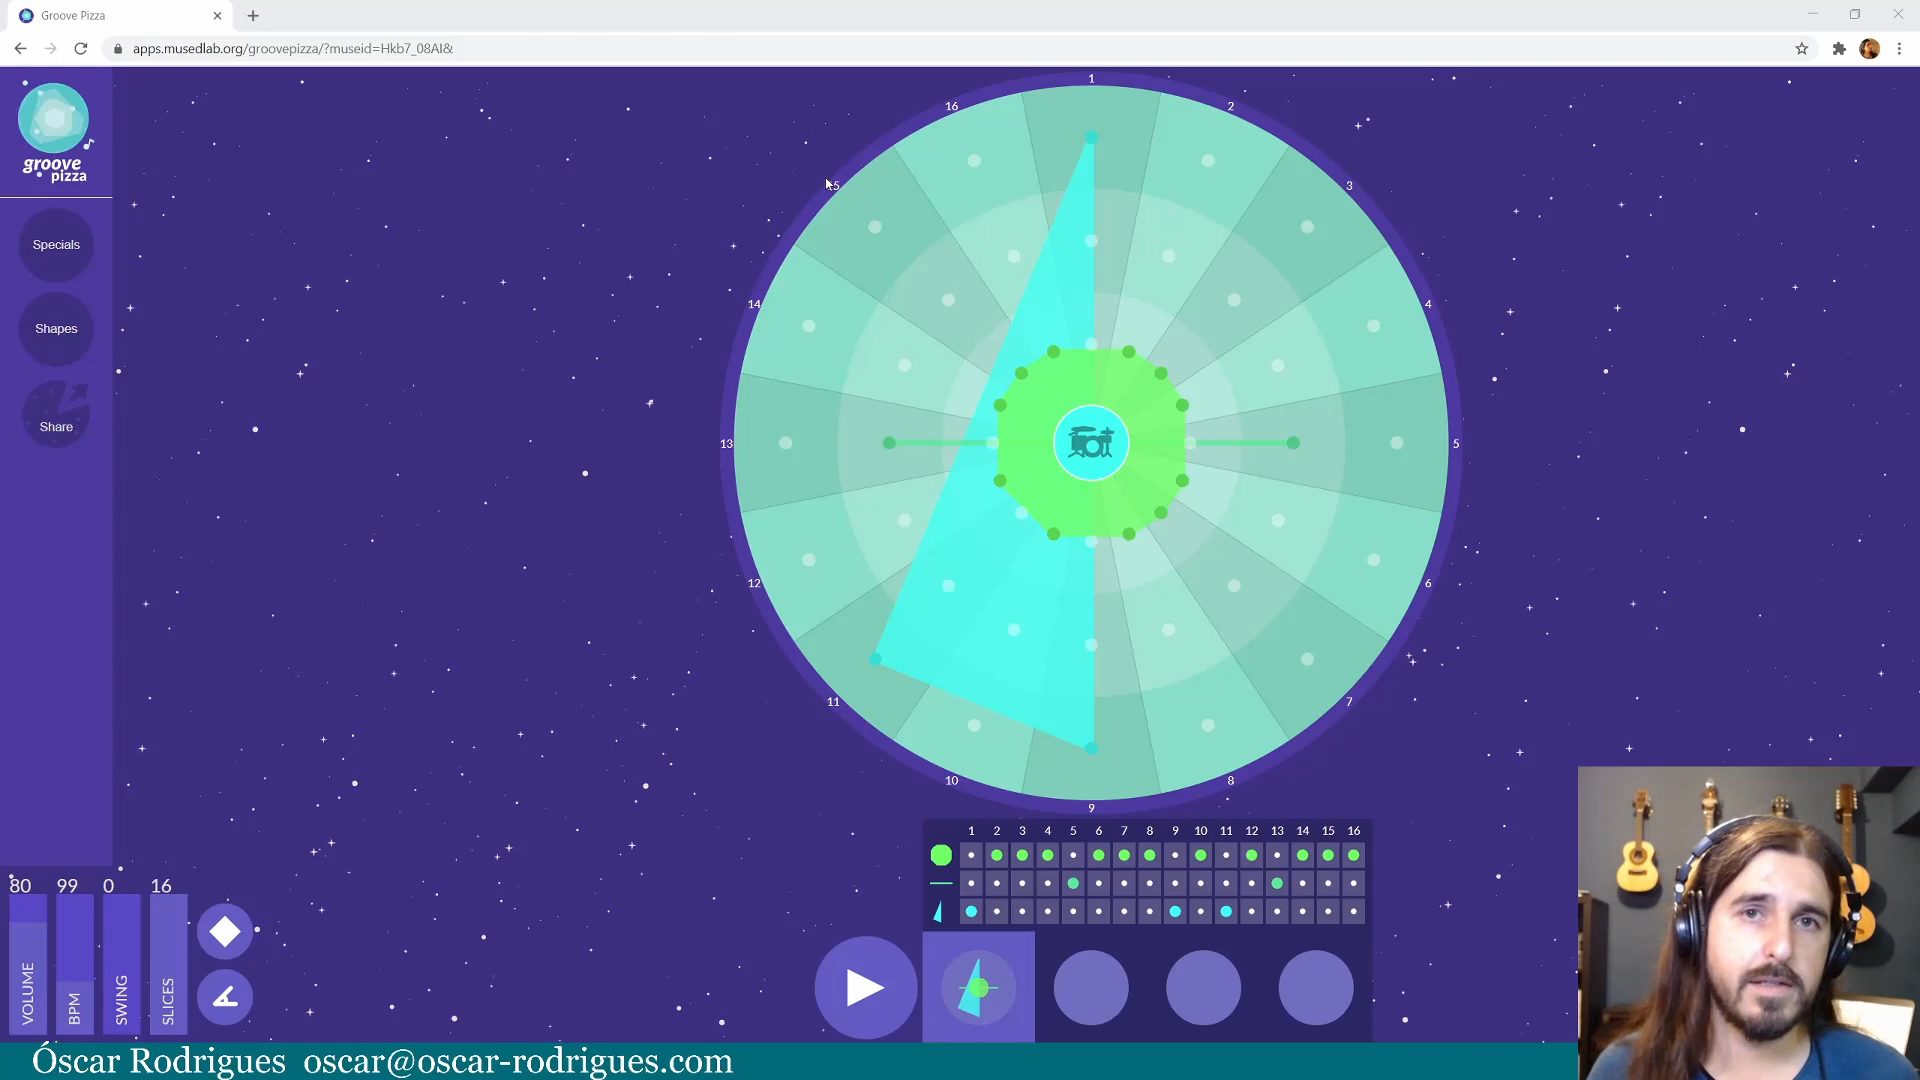 Groove Pizza
apps.musedlab.org/groovepizza/?museid=Hkb7_08AI&
groove
pizza
Specials
Shapes
Share
1
2
3
4
5
6
7
8
9
10
11
12
13
14
15
16
1 2 3 4 5 6 7 8 9 10 11 12 13 14 15 16
80 99 0 16
VOLUME
BPM
SWING
SLICES
Óscar Rodrigues oscar@oscar-rodrigues.com